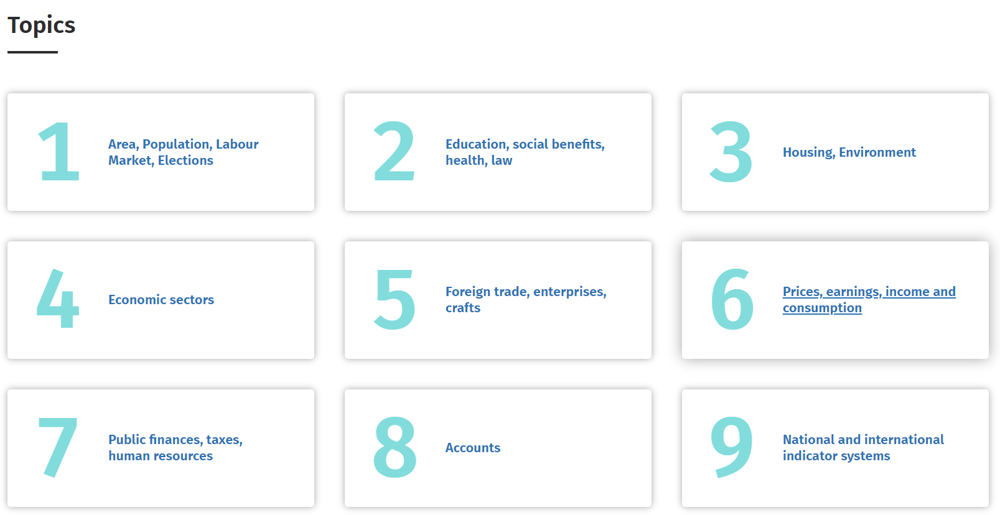 Topics
1
Area, Population, Labour
Market, Elections
2
Education, social benefits,
health, law
3
Housing, Environment
4
Economic sectors
5
Foreign trade, enterprises,
crafts
6
Prices, earnings, income and
consumption
7
Public finances, taxes,
human resources
8
Accounts
9
National and international
indicator systems